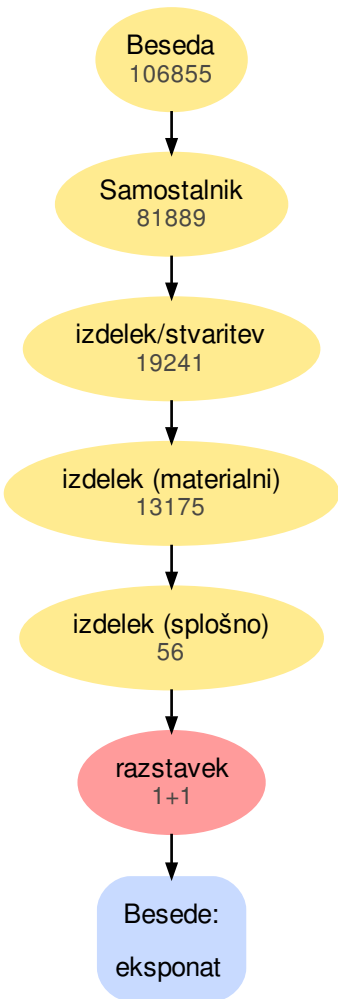 Beseda
106855
Samostalnik
81889
izdelek/stvaritev
19241
izdelek (materialni)
13175
izdelek (splošno)
56
razstavek
1+1
Besede:
eksponat